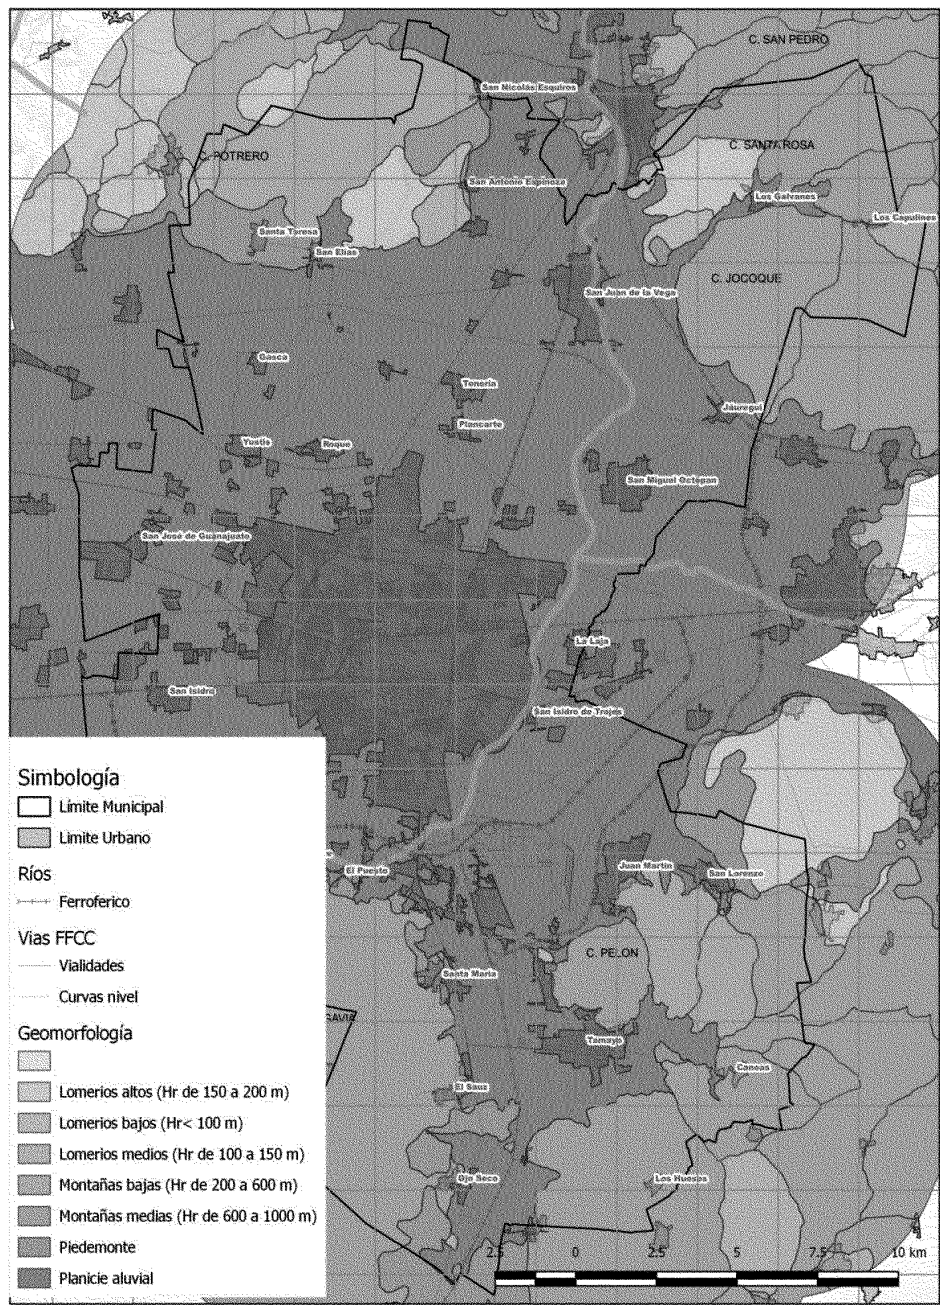 C. SAN PEDRO
San Nicolás Esquiros
C. POTRERO
C. SANTA ROSA
San Antonio Espinoza
Los Galvanes
Los Capulines
Santa Teresa
San Elías
C. JOCOQUE
San Juan de la Vega
Gasca
Tenería
Jáuregui
Plancarte
Yustis
Roque
San Miguel Octopan
San José de Guanajuato
La Laja
San Isidro
San Isidro de Trojes
Simbología
Límite Municipal
Limite Urbano
Ríos
Ferroferico
Vias FFCC
Vialidades
Curvas nivel
Geomorfología
Lomerios altos (Hr de 150 a 200 m)
Lomerios bajos (Hr< 100 m)
Lomerios medios (Hr de 100 a 150 m)
Montañas bajas (Hr de 200 a 600 m)
Montañas medias (Hr de 600 a 1000 m)
Piedemonte
Planicie aluvial
El Puesto
Juan Martín
San Lorenzo
C. PELON
Santa María
GAVIA
Tamayo
Canoas
El Sauz
Ojo Seco
Los Huesos
2.5 0 2.5 5 7.5 10 km